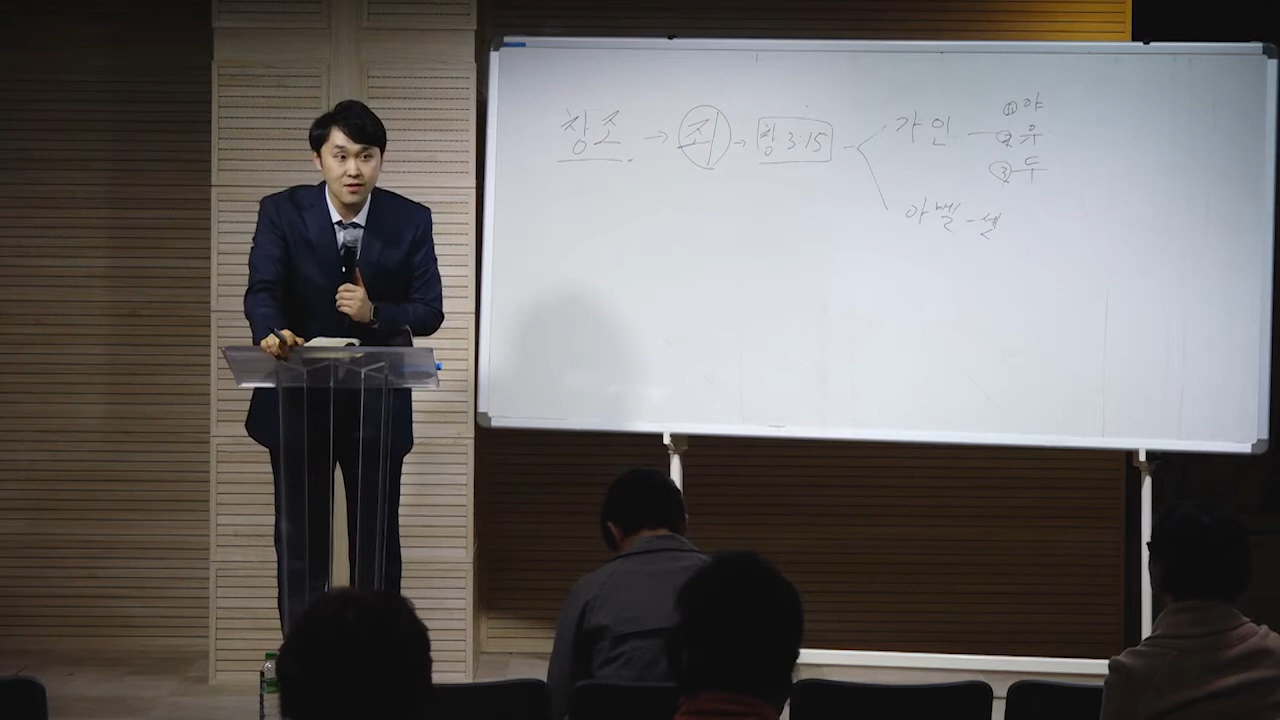 창조 → 죄 → 창 3:15
가인 — ① 야
② 유
③ 두
아벨 - 셋